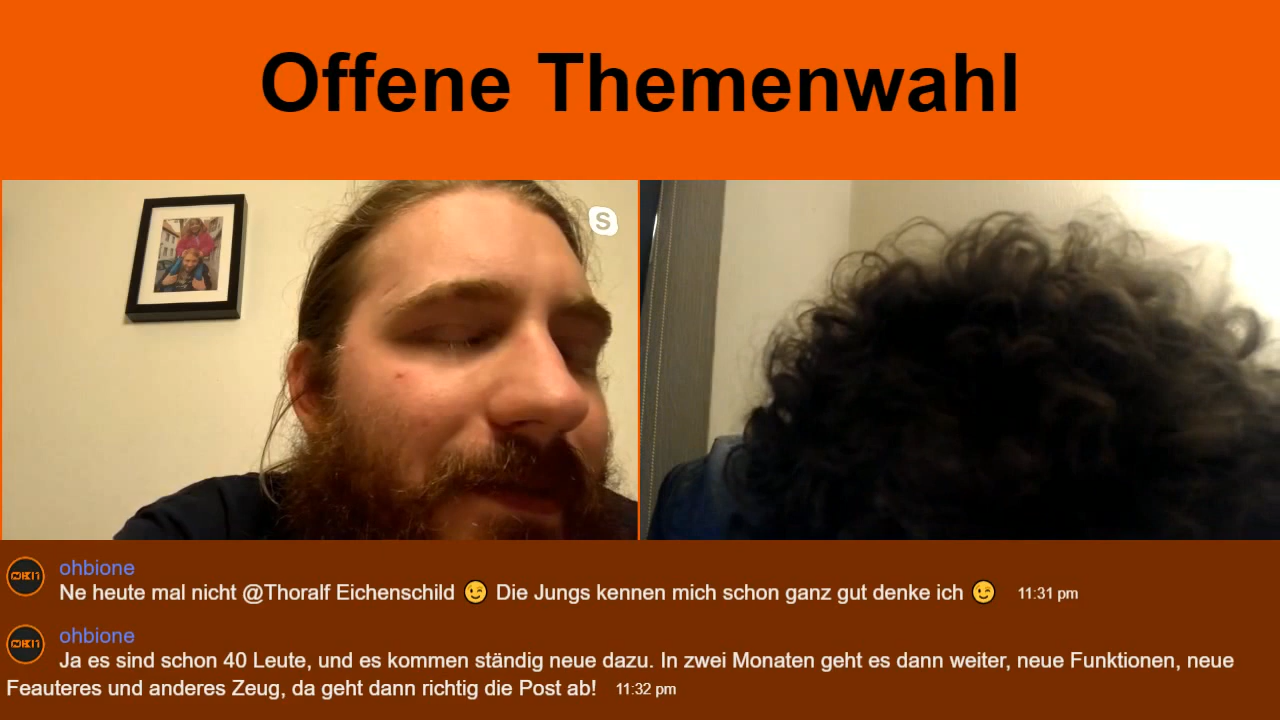 Offene Themenwahl
S
ohbione
Ne heute mal nicht @Thoralf Eichenschild 😉 Die Jungs kennen mich schon ganz gut denke ich 😉 11:31 pm
ohbione
Ja es sind schon 40 Leute, und es kommen ständig neue dazu. In zwei Monaten geht es dann weiter, neue Funktionen, neue
Feauteres und anderes Zeug, da geht dann richtig die Post ab! 11:32 pm